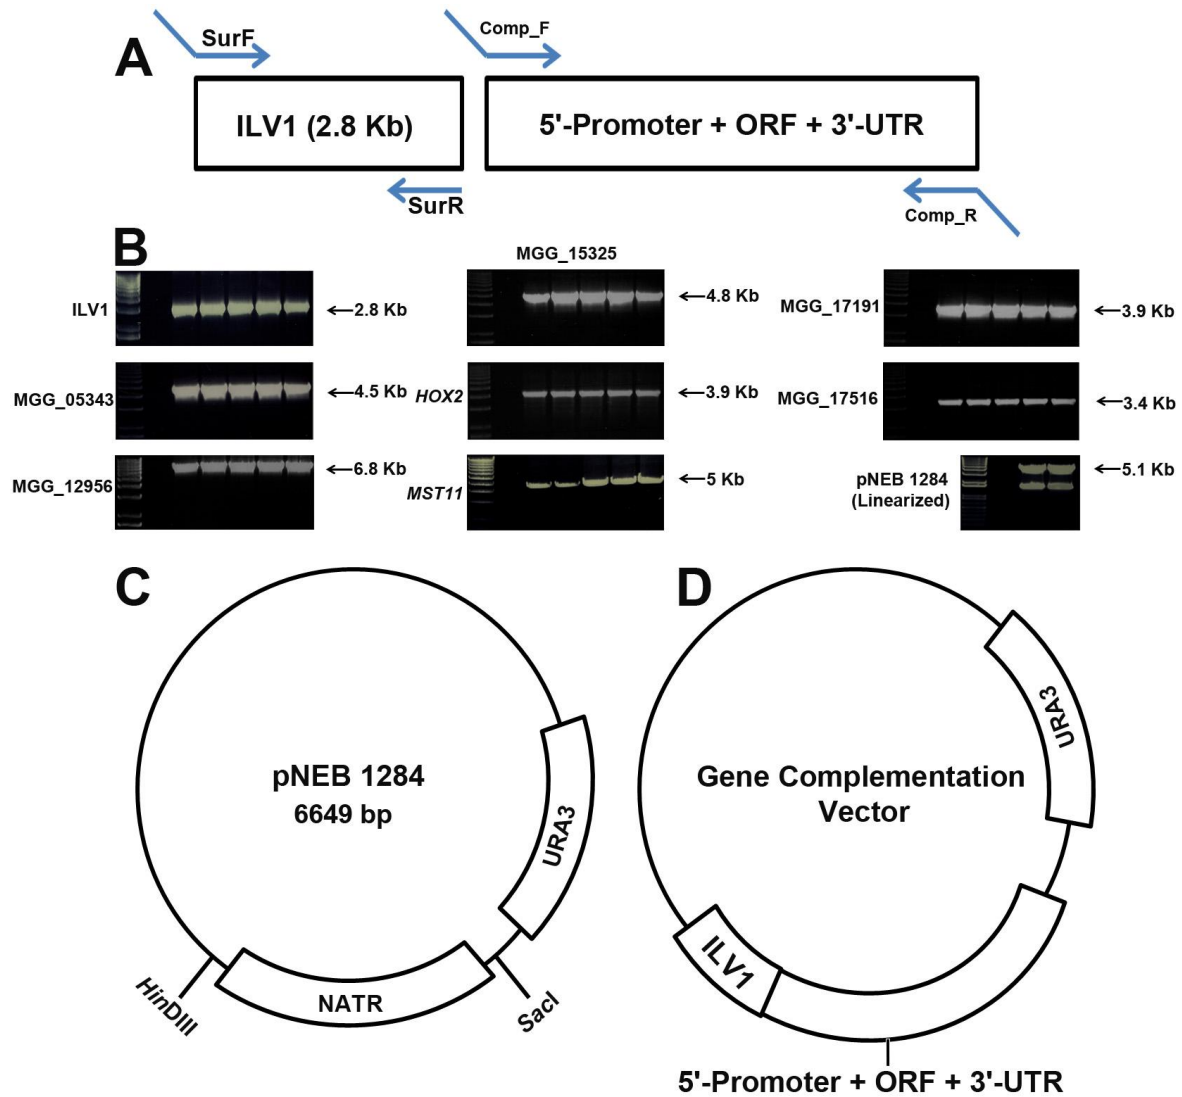 A
SurF
Comp_F
ILV1 (2.8 Kb)
5'-Promoter + ORF + 3'-UTR
SurR
Comp_R
B
ILV1
2.8 Kb
MGG_15325
4.8 Kb
MGG_17191
3.9 Kb
MGG_05343
4.5 Kb
HOX2
3.9 Kb
MGG_17516
3.4 Kb
MGG_12956
6.8 Kb
MST11
5 Kb
pNEB 1284
(Linearized)
5.1 Kb
C
pNEB 1284
6649 bp
URA3
NATR
HinDIII
SacI
D
URA3
Gene Complementation
Vector
ILV1
5'-Promoter + ORF + 3'-UTR